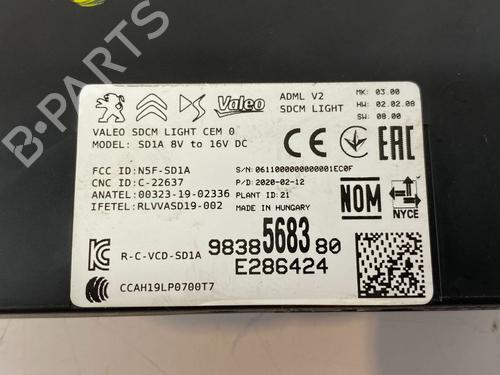 Valeo
ADML V2
SDCM LIGHT
MK: 03.00
HW: 02.02.08
SW: 08.00
VALEO SDCM LIGHT CEM 0
MODEL: SD1A 8V to 16V DC
CE
EAC
FCC ID:N5F-SD1A
CNC ID:C-22637
ANATEL:00323-19-02336
IFETEL:RLVVASD19-002
S/N:0611000000000001EC0F
P/D:2020-02-12
PLANT ID:21
MADE IN HUNGARY
NOM
NYCE
R-C-VCD-SD1A
98385683 80
E286424
CCAH19LP0700T7
B-PARTS